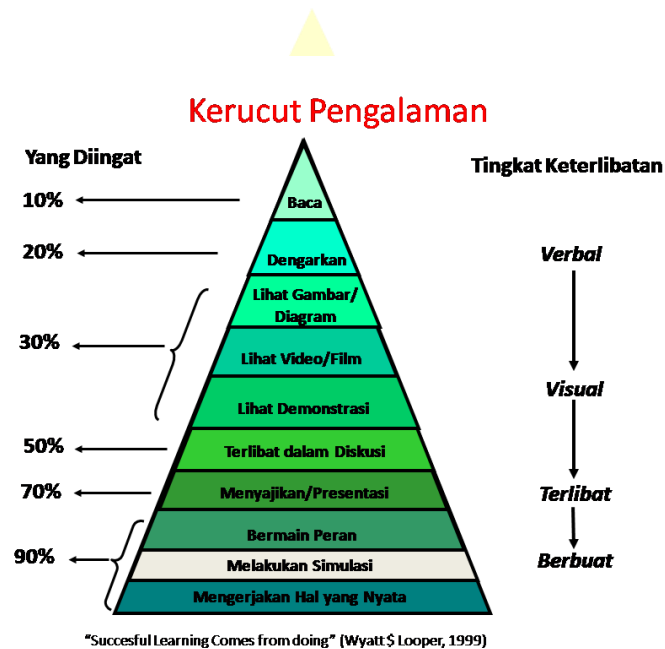 Kerucut Pengalaman
Yang Diingat
Tingkat Keterlibatan
10%
Baca
20%
Dengarkan
Verbal
Lihat Gambar/
Diagram
30%
Lihat Video/Film
Visual
Lihat Demonstrasi
50%
Terlibat dalam Diskusi
70%
Menyajikan/Presentasi
Terlibat
Bermain Peran
90%
Melakukan Simulasi
Berbuat
Mengerjakan Hal yang Nyata
“Succesful Learning Comes from doing” (Wyatt $ Looper, 1999)